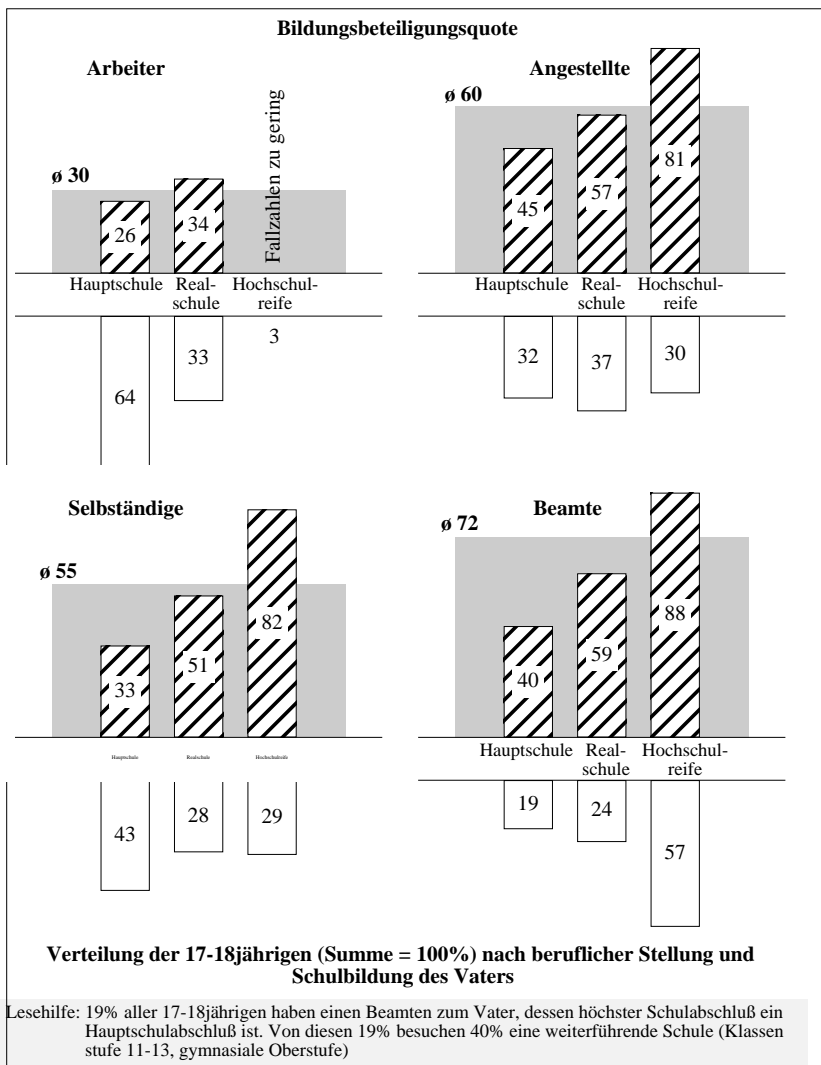 Bildungsbeteiligungsquote
Arbeiter
ø 30
26
34
Fallzahlen zu gering
Hauptschule
Real-
schule
Hochschul-
reife
64
33
3
Angestellte
ø 60
45
57
81
Hauptschule
Real-
schule
Hochschul-
reife
32
37
30
Selbständige
ø 55
33
51
82
Hauptschule
Realschule
Hochschulreife
43
28
29
Beamte
ø 72
40
59
88
Hauptschule
Real-
schule
Hochschul-
reife
19
24
57
Verteilung der 17-18jährigen (Summe = 100%) nach beruflicher Stellung und
Schulbildung des Vaters
Lesehilfe: 19% aller 17-18jährigen haben einen Beamten zum Vater, dessen höchster Schulabschluß ein
Hauptschulabschluß ist. Von diesen 19% besuchen 40% eine weiterführende Schule (Klassen
stufe 11-13, gymnasiale Oberstufe)